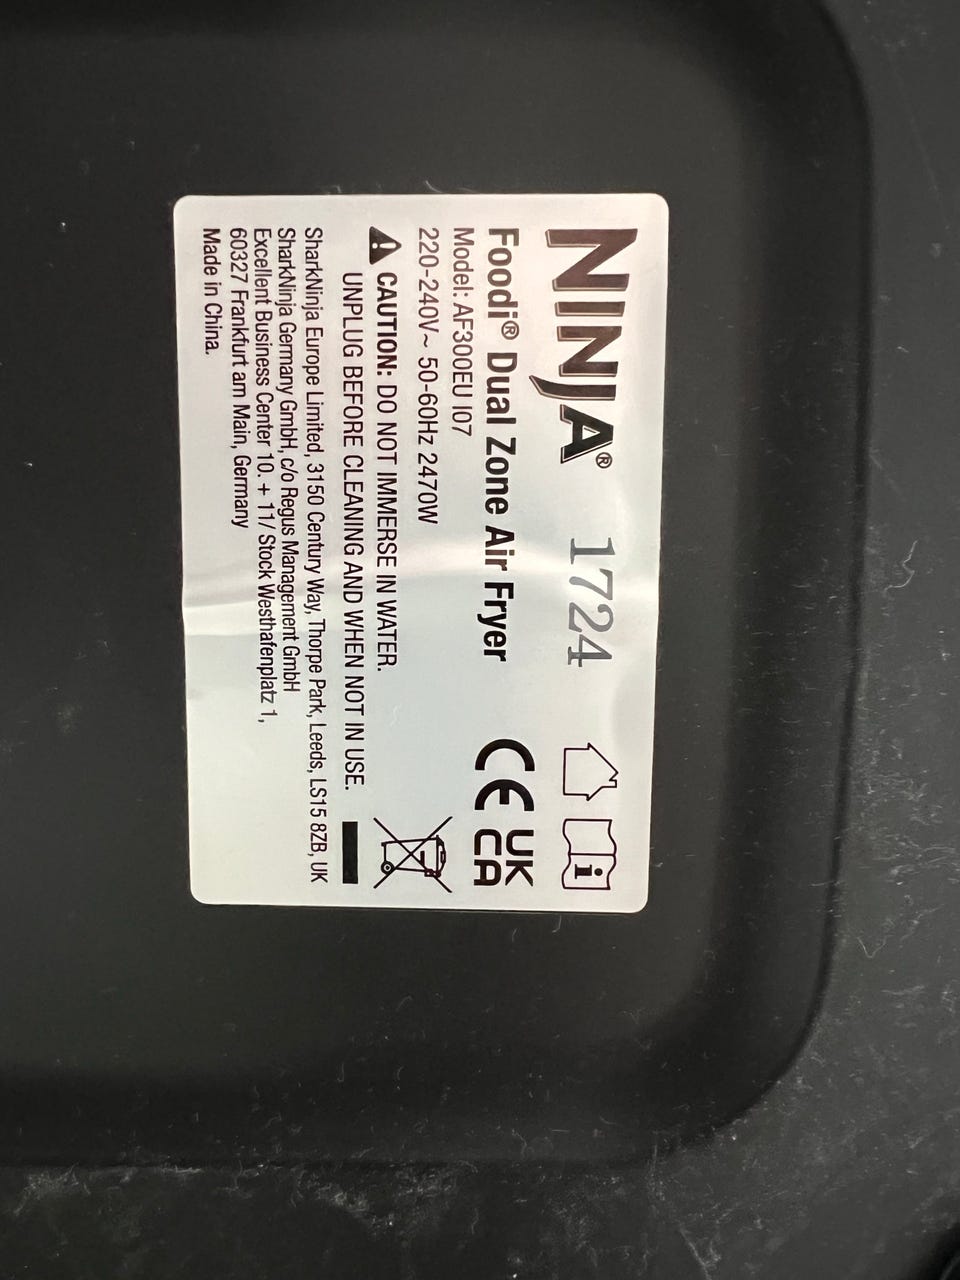 NINJA® 1724
Foodi® Dual Zone Air Fryer
Model: AF300EU I07
220-240V~ 50-60Hz 2470W
CE UK CA
CAUTION: DO NOT IMMERSE IN WATER.
UNPLUG BEFORE CLEANING AND WHEN NOT IN USE.
SharkNinja Europe Limited, 3150 Century Way, Thorpe Park, Leeds, LS15 8ZB, UK
SharkNinja Germany GmbH, c/o Regus Management GmbH
Excellent Business Center 10. + 11/ Stock Westhafenplatz 1,
60327 Frankfurt am Main, Germany
Made in China.